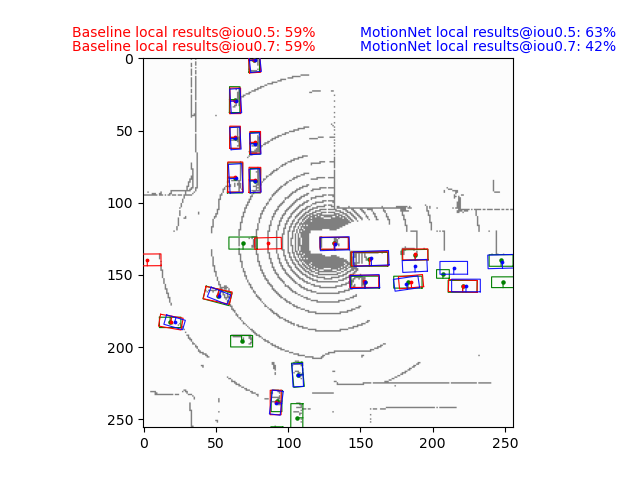 Baseline local results@iou0.5: 59% MotionNet local results@iou0.5: 63%
Baseline local results@iou0.7: 59% MotionNet local results@iou0.7: 42%
0
50
100
150
200
250
0 50 100 150 200 250